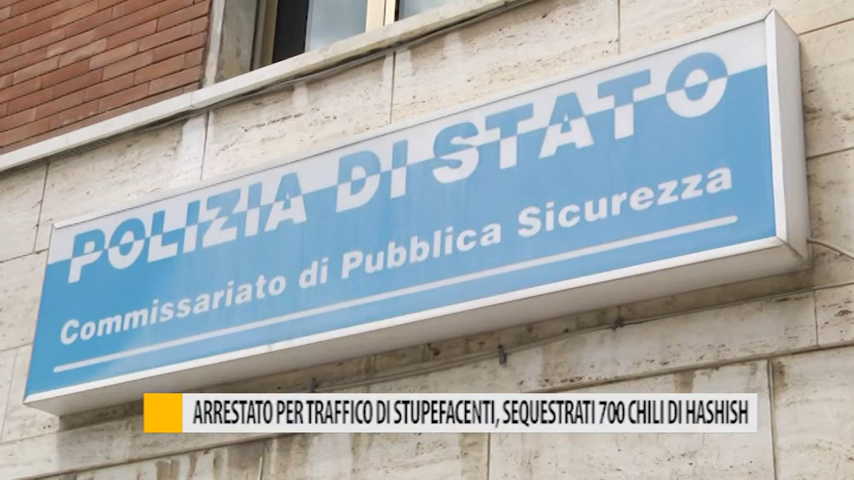 POLIZIA DI STATO
Commissariato di Pubblica Sicurezza
ARRESTATO PER TRAFFICO DI STUPEFACENTI, SEQUESTRATI 700 CHILI DI HASHISH